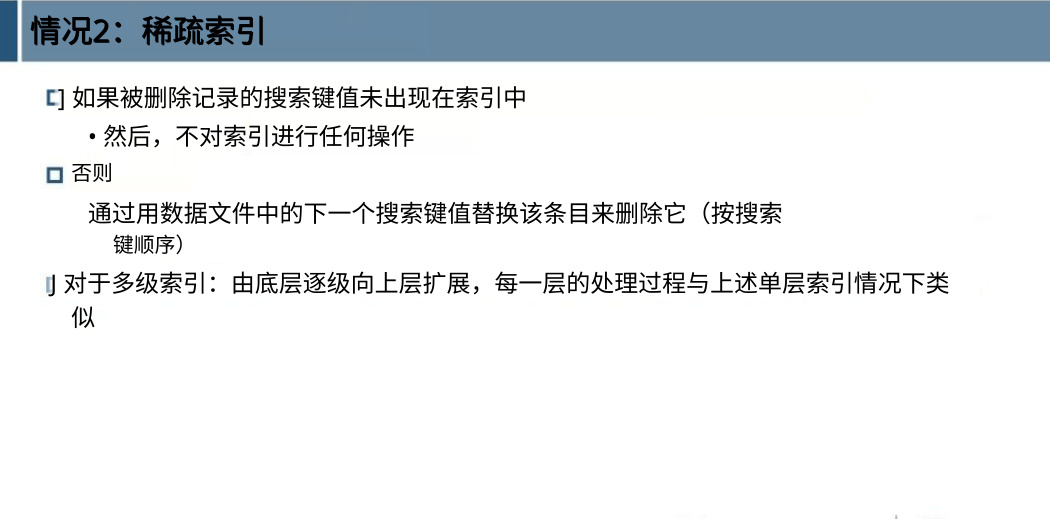 情况2：稀疏索引
如果被删除记录的搜索键值未出现在索引中
• 然后，不对索引进行任何操作
否则
通过用数据文件中的下一个搜索键值替换该条目来删除它（按搜索
键顺序）
对于多级索引：由底层逐级向上层扩展，每一层的处理过程与上述单层索引情况下类
似